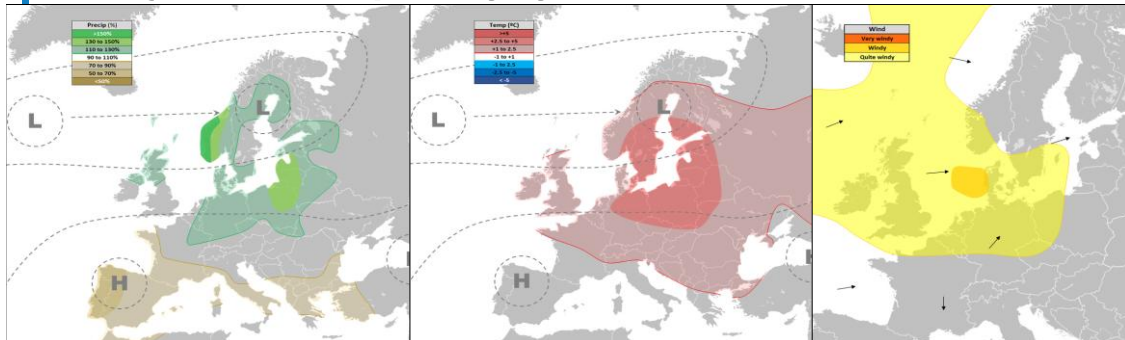 Precip (%)
130 to 150%
110 to 130%
90 to 110%
70 to 90%
50 to 70%
<50%
L
L
H
Temp (ºC)
>+5
+2.5 to +5
+1 to 2.5
-1 to +1
-1 to 2.5
-2.5 to -5
< -5
L
L
H
Wind
Very windy
Windy
Quite windy